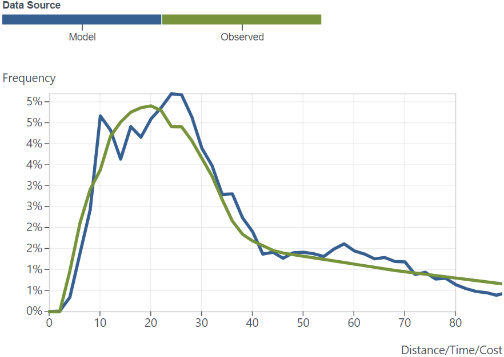 Data Source
Model
Observed
Frequency
5%
5%
4%
4%
3%
3%
2%
2%
1%
1%
0%
0 10 20 30 40 50 60 70 80
Distance/Time/Cost